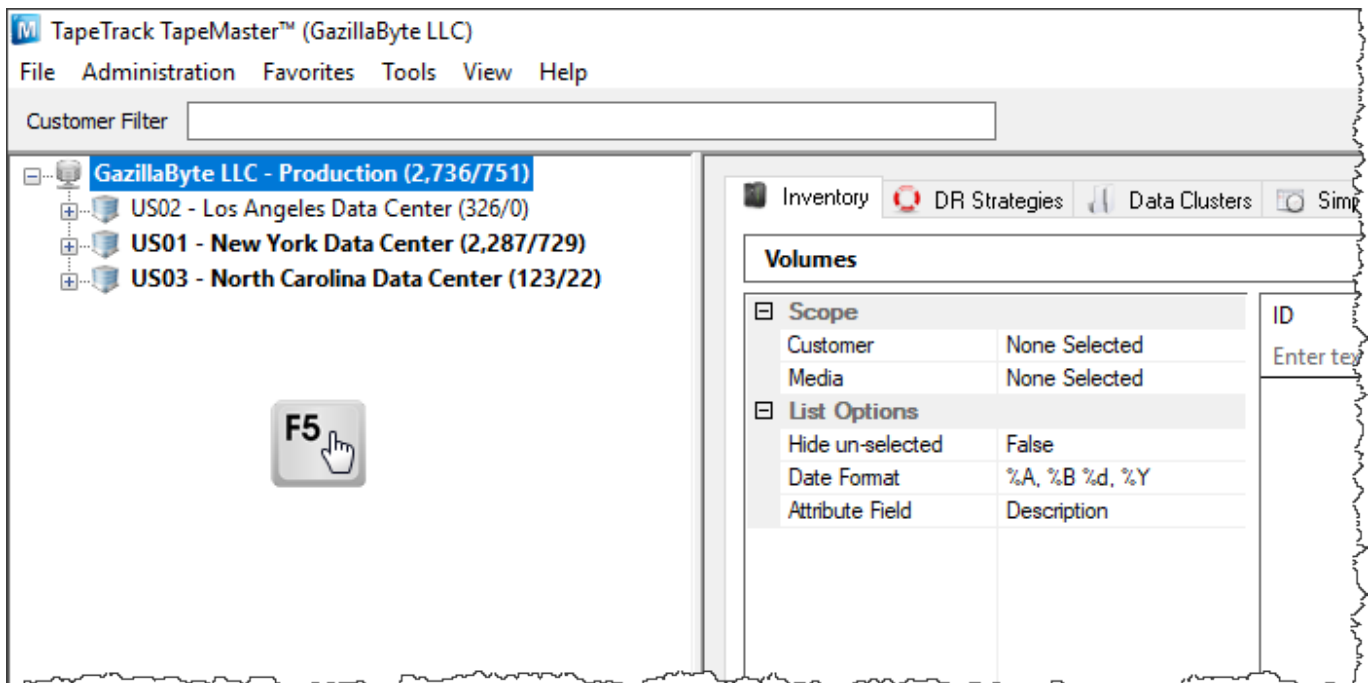 TapeTrack TapeMaster™ (GazillaByte LLC)
File Administration Favorites Tools View Help
Customer Filter
GazillaByte LLC - Production (2,736/751)
US02 - Los Angeles Data Center (326/0)
US01 - New York Data Center (2,287/729)
US03 - North Carolina Data Center (123/22)
F5
Inventory DR Strategies Data Clusters
Volumes
Scope
Customer None Selected
Media None Selected
List Options
Hide un-selected False
Date Format %A, %B %d, %Y
Attribute Field Description
ID
Enter